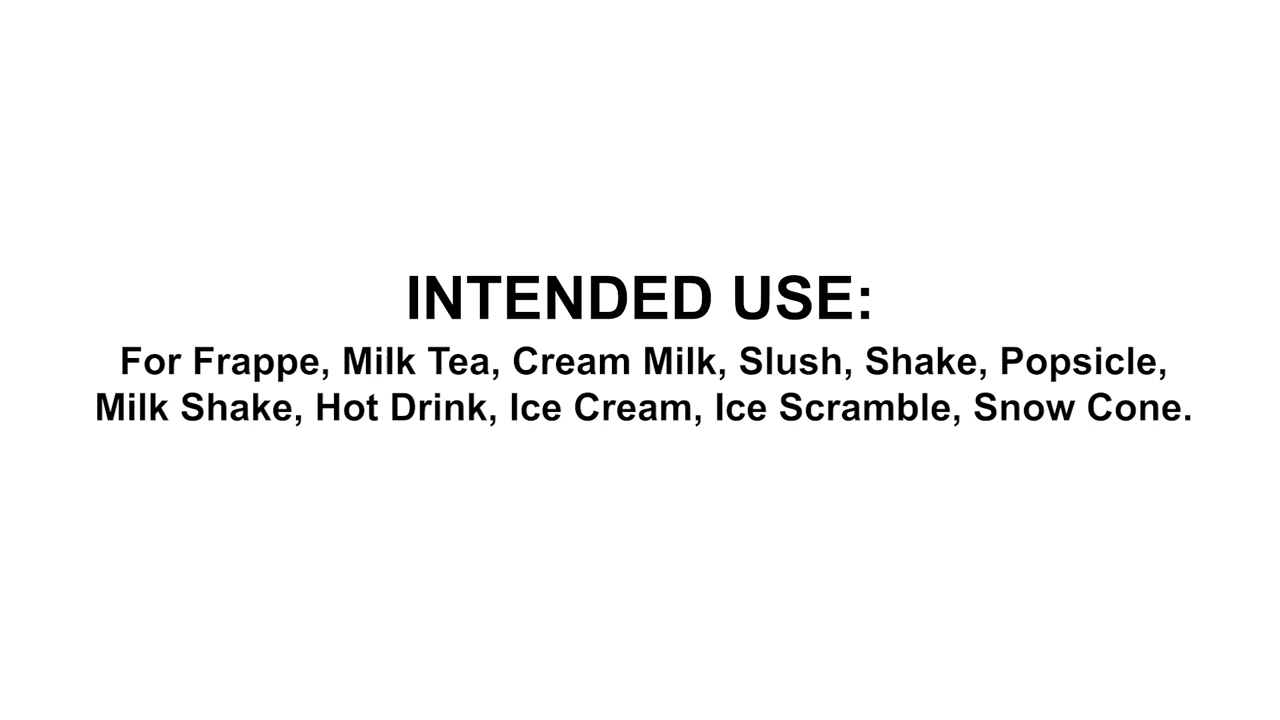 INTENDED USE:
For Frappe, Milk Tea, Cream Milk, Slush, Shake, Popsicle,
Milk Shake, Hot Drink, Ice Cream, Ice Scramble, Snow Cone.